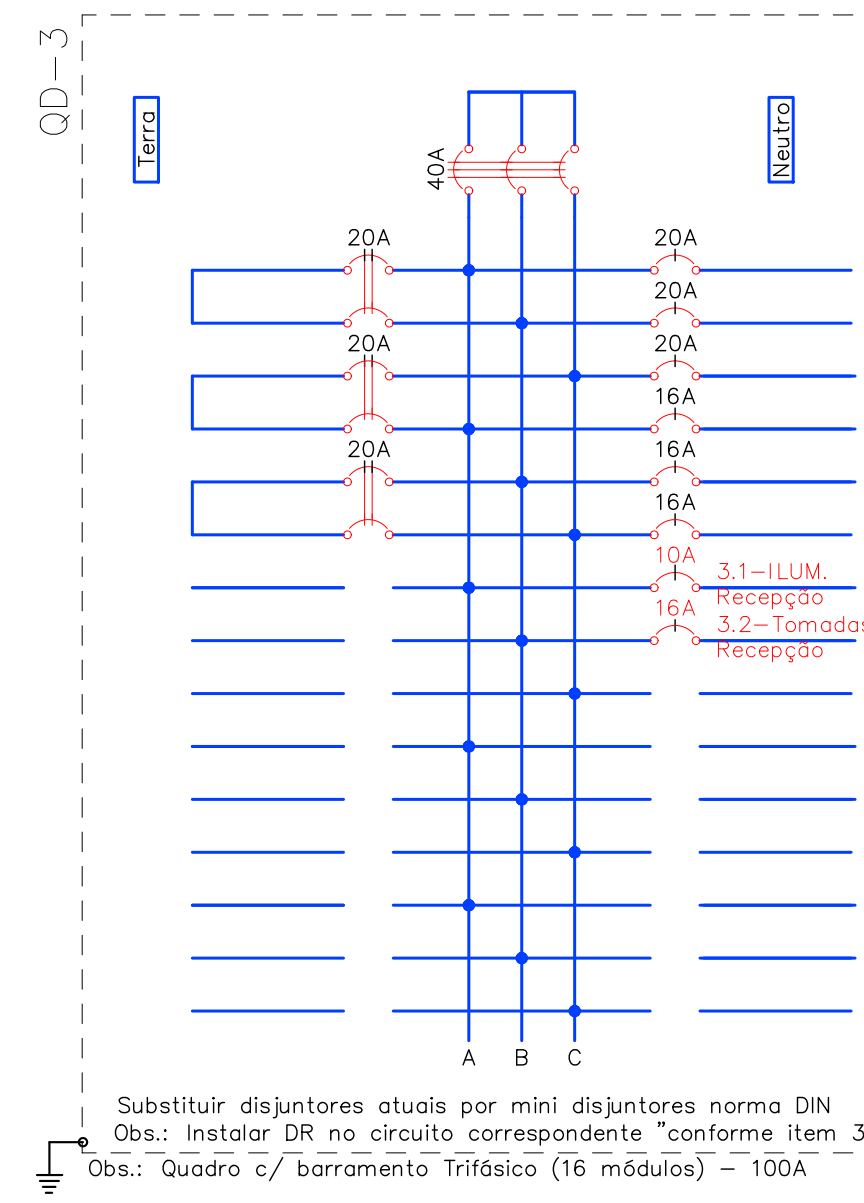 QD-3
Terra
Neutro
40A
20A
20A
20A
20A
20A
16A
20A
16A
16A
10A
3.1-ILUM.
Recepção
16A
3.2-Tomadas
Recepção
A B C
Substituir disjuntores atuais por mini disjuntores norma DIN
Obs.: Instalar DR no circuito correspondente "conforme item 3
Obs.: Quadro c/ barramento Trifásico (16 módulos) - 100A